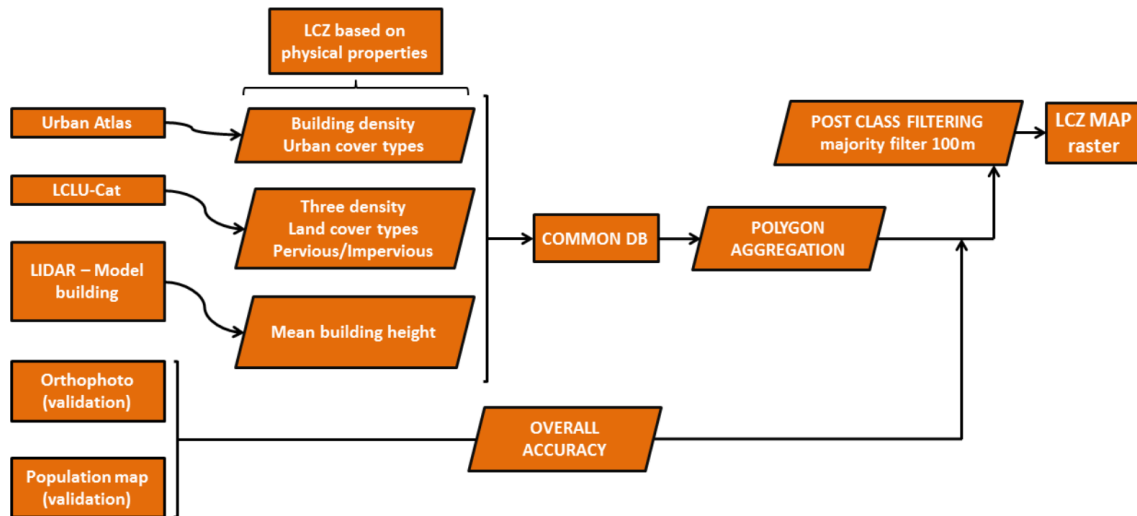 LCZ based on
physical properties
Urban Atlas
Building density
Urban cover types
POST CLASS FILTERING
majority filter 100m
LCZ MAP
raster
LCLU-Cat
Three density
Land cover types
Pervious/Impervious
COMMON DB
POLYGON
AGGREGATION
LIDAR – Model
building
Mean building height
Orthophoto
(validation)
OVERALL
ACCURACY
Population map
(validation)